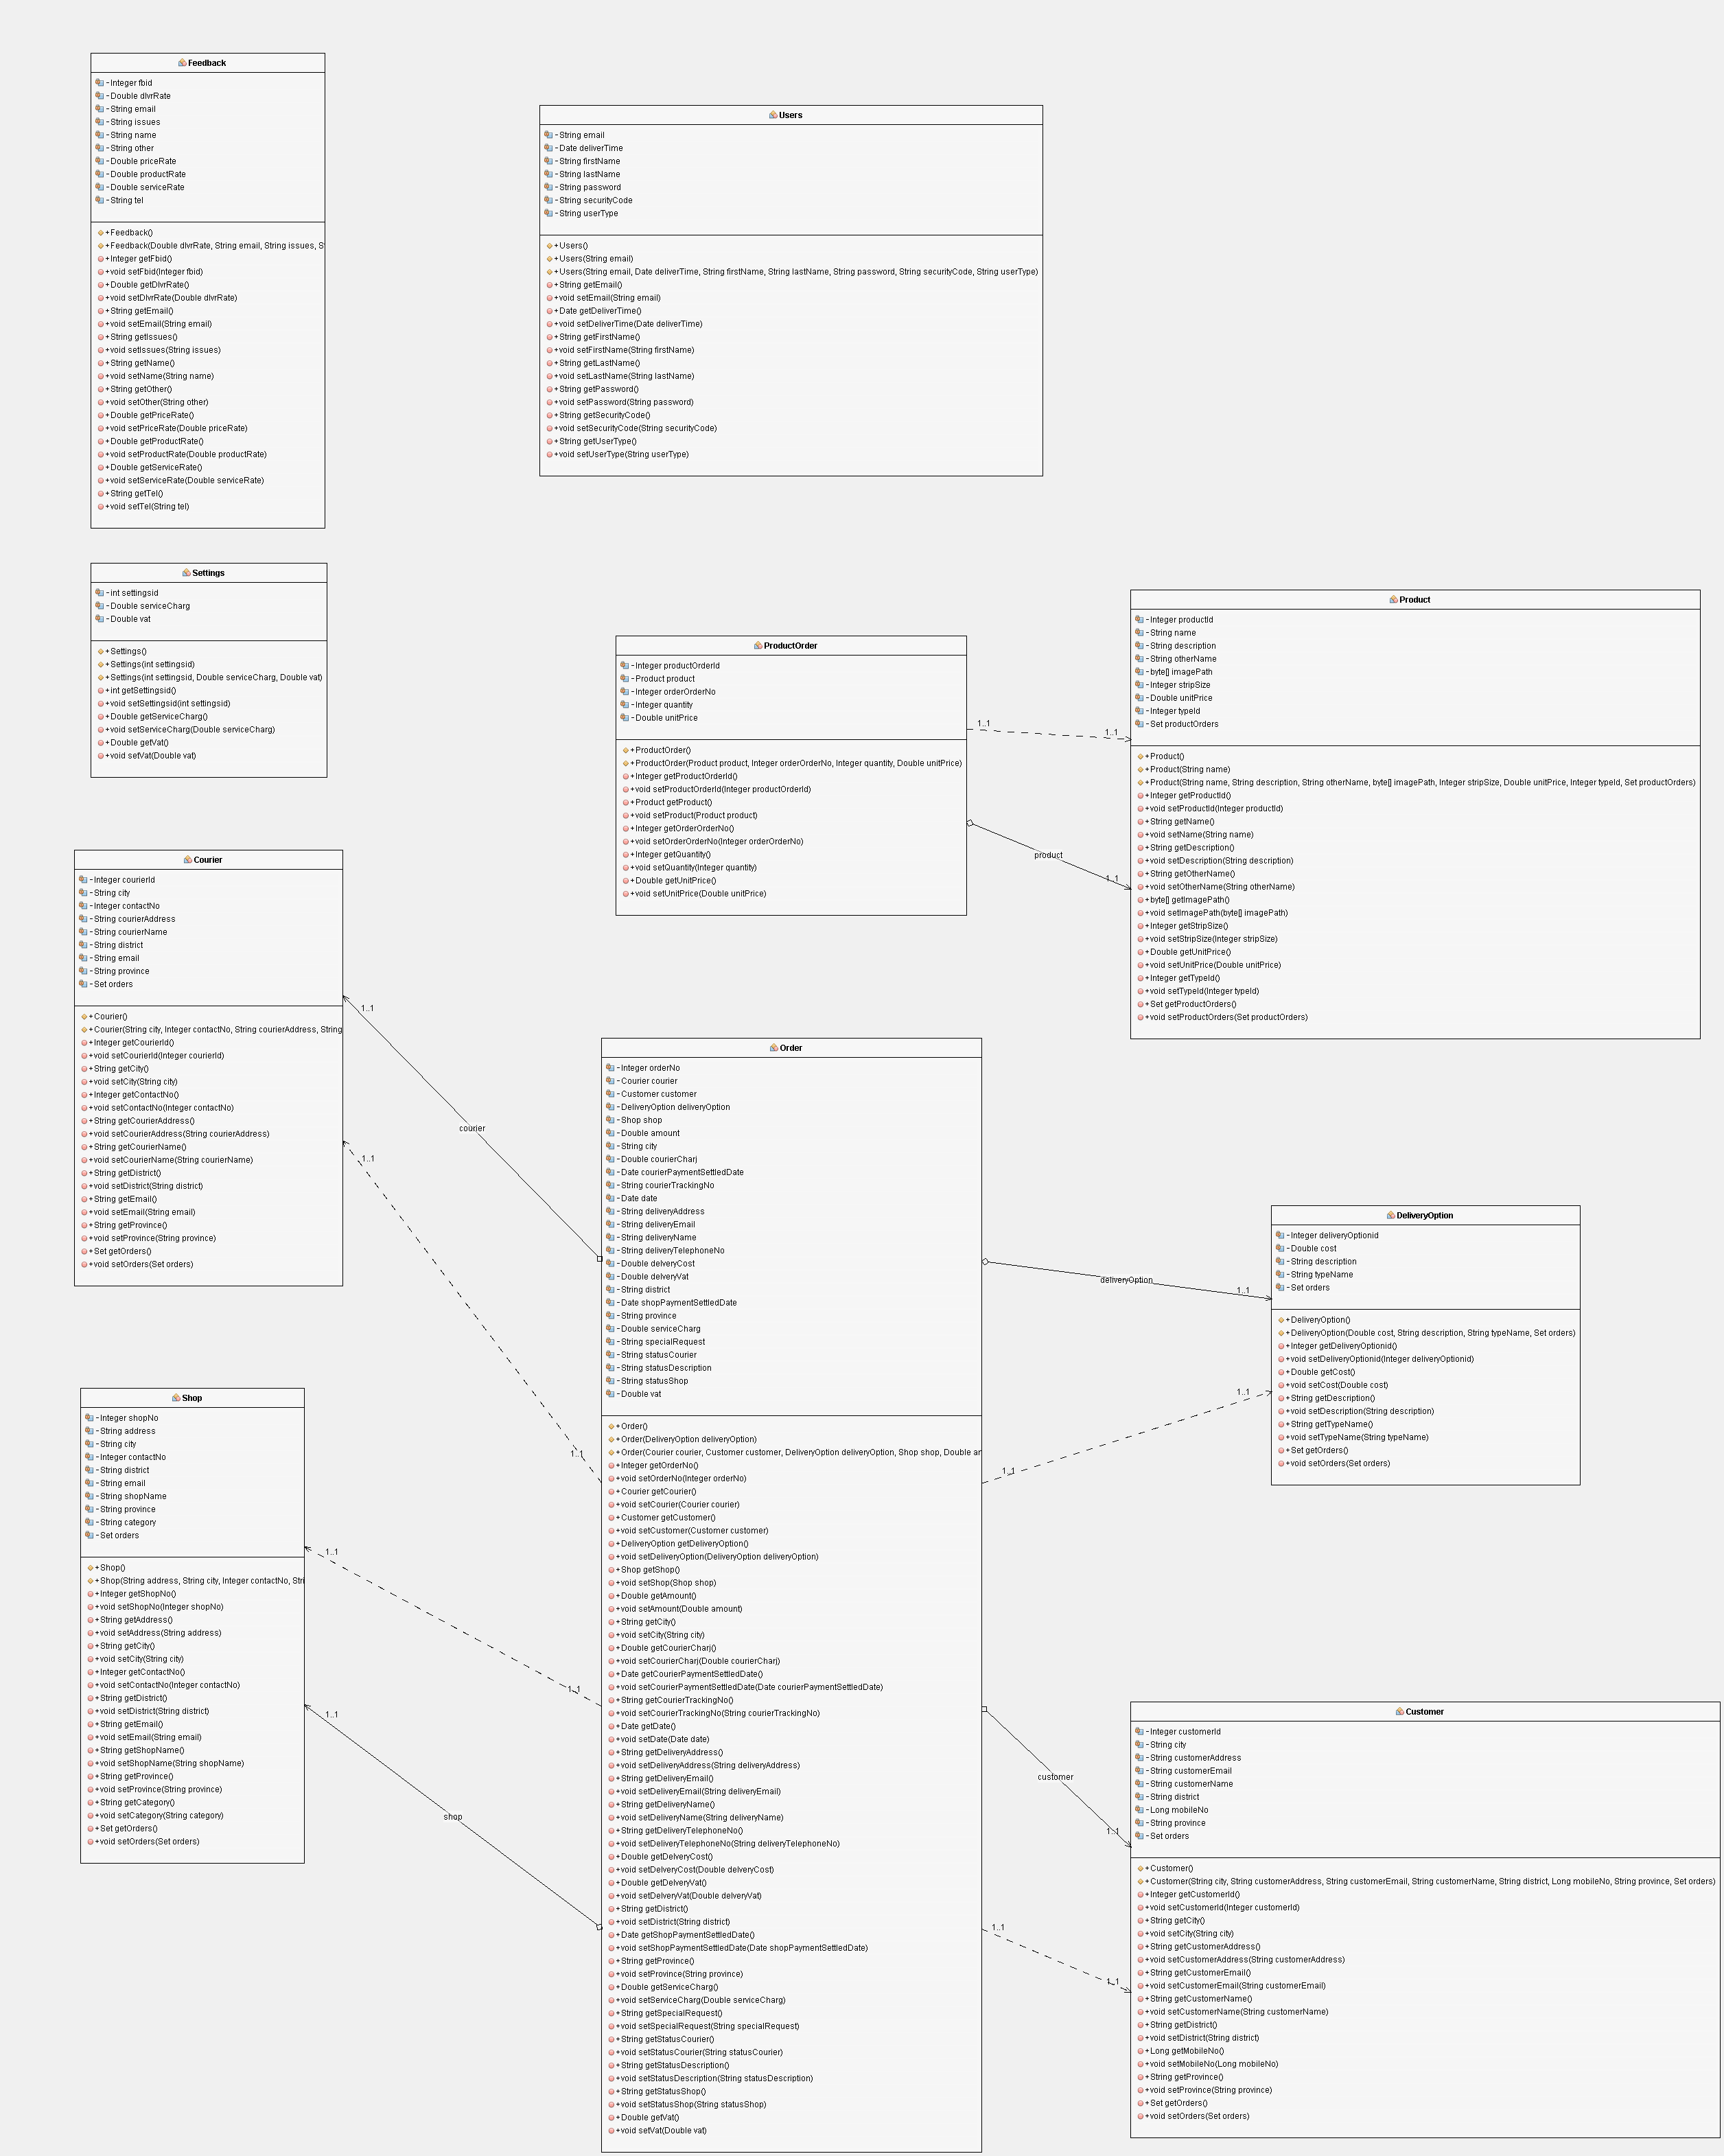 Feedback
-Integer fbid
-Double dlvrRate
-String email
-String issues
-String name
-String other
-Double priceRate
-Double productRate
-Double serviceRate
-String tel
+Feedback()
+Feedback(Double dlvrRate, String email, String issues, S
+Integer getFbid()
+void setFbid(Integer fbid)
+Double getDlvrRate()
+void setDlvrRate(Double dlvrRate)
+String getEmail()
+void setEmail(String email)
+String getIssues()
+void setIssues(String issues)
+String getName()
+void setName(String name)
+String getOther()
+void setOther(String other)
+Double getPriceRate()
+void setPriceRate(Double priceRate)
+Double getProductRate()
+void setProductRate(Double productRate)
+Double getServiceRate()
+void setServiceRate(Double serviceRate)
+String getTel()
+void setTel(String tel)
Users
-String email
-Date deliverTime
-String firstName
-String lastName
-String password
-String securityCode
-String userType
+Users()
+Users(String email)
+Users(String email, Date deliverTime, String firstName, String lastName, String password, String securityCode, String userType)
+String getEmail()
+void setEmail(String email)
+Date getDeliverTime()
+void setDeliverTime(Date deliverTime)
+String getFirstName()
+void setFirstName(String firstName)
+String getLastName()
+void setLastName(String lastName)
+String getPassword()
+void setPassword(String password)
+String getSecurityCode()
+void setSecurityCode(String securityCode)
+String getUserType()
+void setUserType(String userType)
Settings
-int settingsid
-Double serviceCharg
-Double vat
+Settings()
+Settings(int settingsid)
+Settings(int settingsid, Double serviceCharg, Double vat)
+int getSettingsid()
+void setSettingsid(int settingsid)
+Double getServiceCharg()
+void setServiceCharg(Double serviceCharg)
+Double getVat()
+void setVat(Double vat)
ProductOrder
-Integer productOrderId
-Product product
-Integer orderOrderNo
-Integer quantity
-Double unitPrice
+ProductOrder()
+ProductOrder(Product product, Integer orderOrderNo, Integer quantity, Double unitPrice)
+Integer getProductOrderId()
+void setProductOrderId(Integer productOrderId)
+Product getProduct()
+void setProduct(Product product)
+Integer getOrderOrderNo()
+void setOrderOrderNo(Integer orderOrderNo)
+Integer getQuantity()
+void setQuantity(Integer quantity)
+Double getUnitPrice()
+void setUnitPrice(Double unitPrice)
1..1
1..1
product
1..1
Product
-Integer productId
-String name
-String description
-String otherName
-byte[] imagePath
-Integer stripSize
-Double unitPrice
-Integer typeId
-Set productOrders
+Product()
+Product(String name)
+Product(String name, String description, String otherName, byte[] imagePath, Integer stripSize, Double unitPrice, Integer typeId, Set productOrders)
+Integer getProductId()
+void setProductId(Integer productId)
+String getName()
+void setName(String name)
+String getDescription()
+void setDescription(String description)
+String getOtherName()
+void setOtherName(String otherName)
+byte[] getImagePath()
+void setImagePath(byte[] imagePath)
+Integer getStripSize()
+void setStripSize(Integer stripSize)
+Double getUnitPrice()
+void setUnitPrice(Double unitPrice)
+Integer getTypeId()
+void setTypeId(Integer typeId)
+Set getProductOrders()
+void setProductOrders(Set productOrders)
Courier
-Integer courierId
-String city
-Integer contactNo
-String courierAddress
-String courierName
-String district
-String email
-String province
-Set orders
+Courier()
+Courier(String city, Integer contactNo, String courierAddress, String
+Integer getCourierId()
+void setCourierId(Integer courierId)
+String getCity()
+void setCity(String city)
+Integer getContactNo()
+void setContactNo(Integer contactNo)
+String getCourierAddress()
+void setCourierAddress(String courierAddress)
+String getCourierName()
+void setCourierName(String courierName)
+String getDistrict()
+void setDistrict(String district)
+String getEmail()
+void setEmail(String email)
+String getProvince()
+void setProvince(String province)
+Set getOrders()
+void setOrders(Set orders)
1..1
courier
1..1
1..1
Order
-Integer orderNo
-Courier courier
-Customer customer
-DeliveryOption deliveryOption
-Shop shop
-Double amount
-String city
-Double courierCharj
-Date courierPaymentSettledDate
-String courierTrackingNo
-Date date
-String deliveryAddress
-String deliveryEmail
-String deliveryName
-String deliveryTelephoneNo
-Double delveryCost
-Double delveryVat
-String district
-Date shopPaymentSettledDate
-String province
-Double serviceCharg
-String specialRequest
-String statusCourier
-String statusDescription
-String statusShop
-Double vat
+Order()
+Order(DeliveryOption deliveryOption)
+Order(Courier courier, Customer customer, DeliveryOption deliveryOption, Shop shop, Double an
+Integer getOrderNo()
+void setOrderNo(Integer orderNo)
+Courier getCourier()
+void setCourier(Courier courier)
+Customer getCustomer()
+void setCustomer(Customer customer)
+DeliveryOption getDeliveryOption()
+void setDeliveryOption(DeliveryOption deliveryOption)
+Shop getShop()
+void setShop(Shop shop)
+Double getAmount()
+void setAmount(Double amount)
+String getCity()
+void setCity(String city)
+Double getCourierCharj()
+void setCourierCharj(Double courierCharj)
+Date getCourierPaymentSettledDate()
+void setCourierPaymentSettledDate(Date courierPaymentSettledDate)
+String getCourierTrackingNo()
+void setCourierTrackingNo(String courierTrackingNo)
+Date getDate()
+void setDate(Date date)
+String getDeliveryAddress()
+void setDeliveryAddress(String deliveryAddress)
+String getDeliveryEmail()
+void setDeliveryEmail(String deliveryEmail)
+String getDeliveryName()
+void setDeliveryName(String deliveryName)
+String getDeliveryTelephoneNo()
+void setDeliveryTelephoneNo(String deliveryTelephoneNo)
+Double getDelveryCost()
+void setDelveryCost(Double delveryCost)
+Double getDelveryVat()
+void setDelveryVat(Double delveryVat)
+String getDistrict()
+void setDistrict(String district)
+Date getShopPaymentSettledDate()
+void setShopPaymentSettledDate(Date shopPaymentSettledDate)
+String getProvince()
+void setProvince(String province)
+Double getServiceCharg()
+void setServiceCharg(Double serviceCharg)
+String getSpecialRequest()
+void setSpecialRequest(String specialRequest)
+String getStatusCourier()
+void setStatusCourier(String statusCourier)
+String getStatusDescription()
+void setStatusDescription(String statusDescription)
+String getStatusShop()
+void setStatusShop(String statusShop)
+Double getVat()
+void setVat(Double vat)
deliveryOption
1..1
1..1
1..1
DeliveryOption
-Integer deliveryOptionid
-Double cost
-String description
-String typeName
-Set orders
+DeliveryOption()
+DeliveryOption(Double cost, String description, String typeName, Set orders)
+Integer getDeliveryOptionid()
+void setDeliveryOptionid(Integer deliveryOptionid)
+Double getCost()
+void setCost(Double cost)
+String getDescription()
+void setDescription(String description)
+String getTypeName()
+void setTypeName(String typeName)
+Set getOrders()
+void setOrders(Set orders)
Shop
-Integer shopNo
-String address
-String city
-Integer contactNo
-String district
-String email
-String shopName
-String province
-String category
-Set orders
+Shop()
+Shop(String address, String city, Integer contactNo, Stri
+Integer getShopNo()
+void setShopNo(Integer shopNo)
+String getAddress()
+void setAddress(String address)
+String getCity()
+void setCity(String city)
+Integer getContactNo()
+void setContactNo(Integer contactNo)
+String getDistrict()
+void setDistrict(String district)
+String getEmail()
+void setEmail(String email)
+String getShopName()
+void setShopName(String shopName)
+String getProvince()
+void setProvince(String province)
+String getCategory()
+void setCategory(String category)
+Set getOrders()
+void setOrders(Set orders)
1..1
1..1
1..1
shop
customer
1..1
1..1
1..1
Customer
-Integer customerId
-String city
-String customerAddress
-String customerEmail
-String customerName
-String district
-Long mobileNo
-String province
-Set orders
+Customer()
+Customer(String city, String customerAddress, String customerEmail, String customerName, String district, Long mobileNo, String province, Set orders)
+Integer getCustomerId()
+void setCustomerId(Integer customerId)
+String getCity()
+void setCity(String city)
+String getCustomerAddress()
+void setCustomerAddress(String customerAddress)
+String getCustomerEmail()
+void setCustomerEmail(String customerEmail)
+String getCustomerName()
+void setCustomerName(String customerName)
+String getDistrict()
+void setDistrict(String district)
+Long getMobileNo()
+void setMobileNo(Long mobileNo)
+String getProvince()
+void setProvince(String province)
+Set getOrders()
+void setOrders(Set orders)